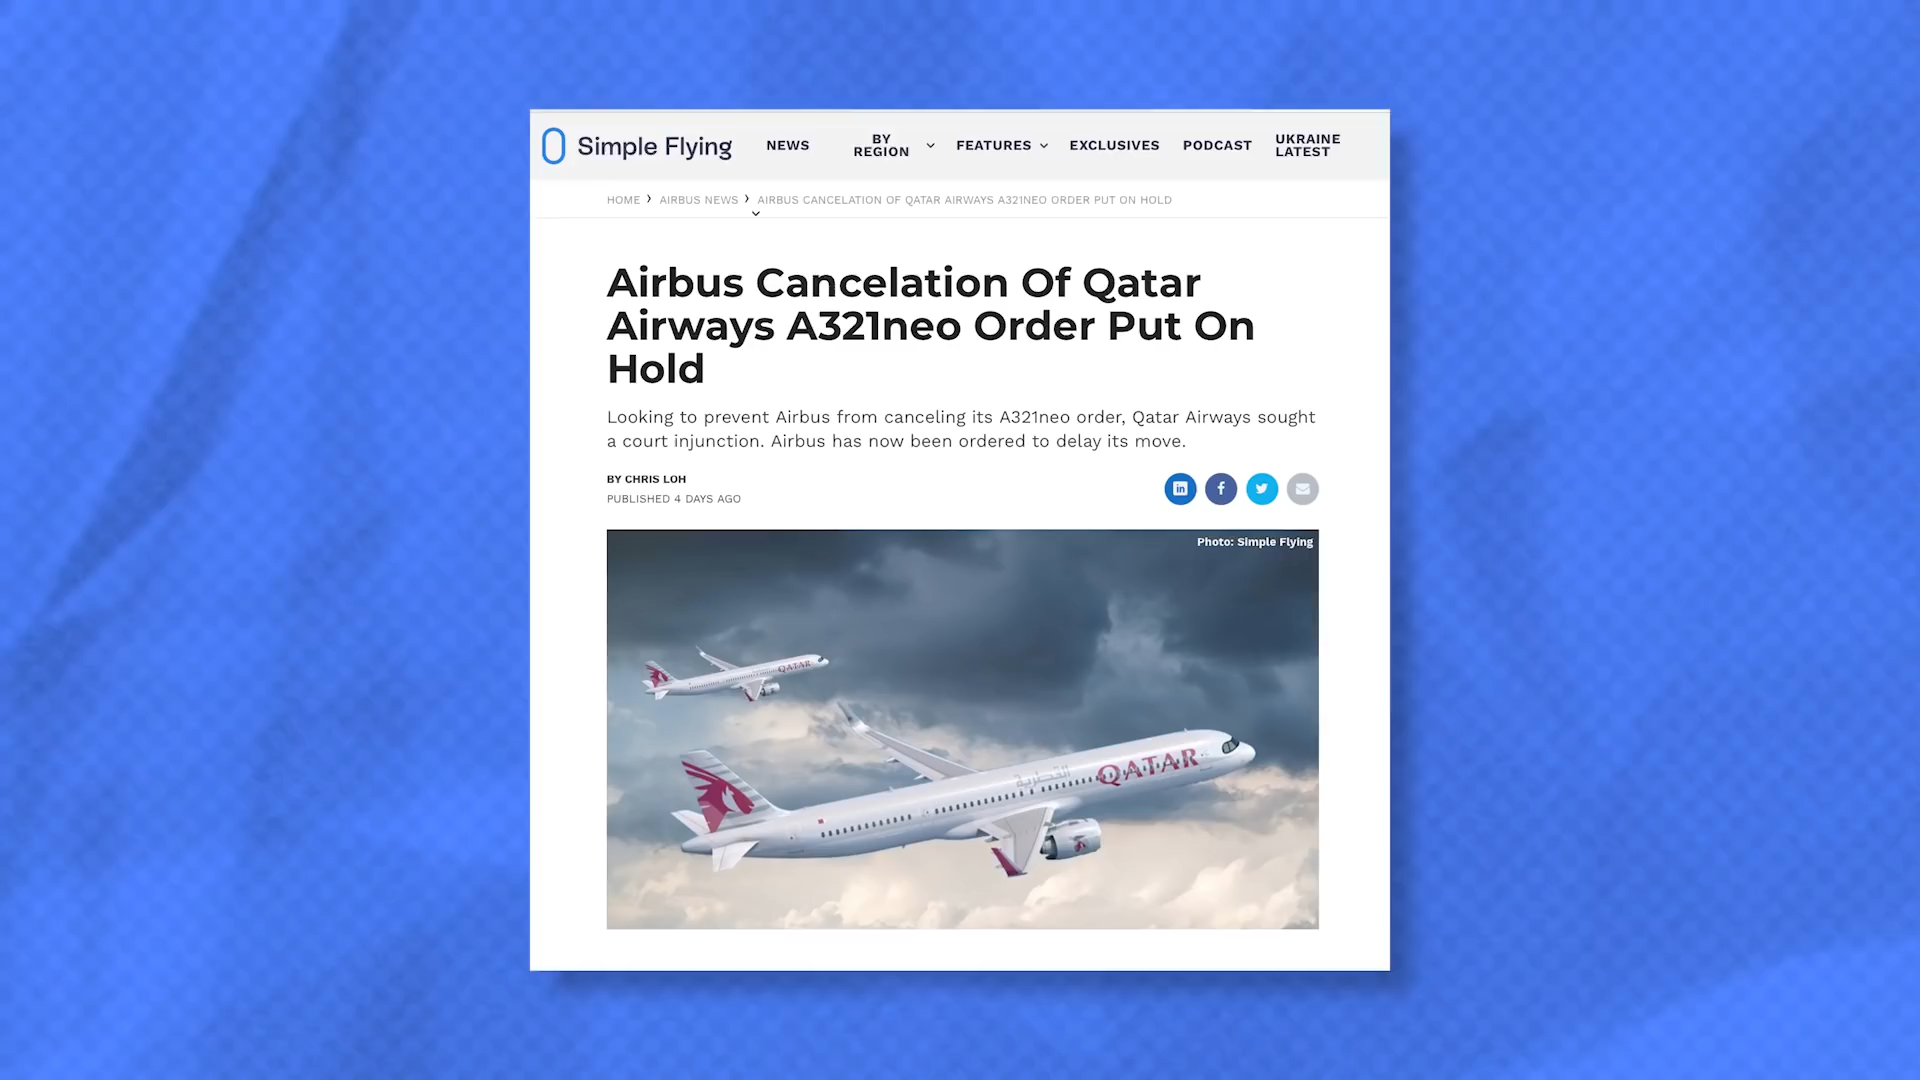 Simple Flying
NEWS
BY
REGION
FEATURES
EXCLUSIVES
PODCAST
UKRAINE
LATEST
HOME › AIRBUS NEWS › AIRBUS CANCELATION OF QATAR AIRWAYS A321NEO ORDER PUT ON HOLD
Airbus Cancelation Of Qatar
Airways A321neo Order Put On
Hold
Looking to prevent Airbus from canceling its A321neo order, Qatar Airways sought
a court injunction. Airbus has now been ordered to delay its move.
BY CHRIS LOH
PUBLISHED 4 DAYS AGO
Photo: Simple Flying
QATAR
القطرية
QATAR